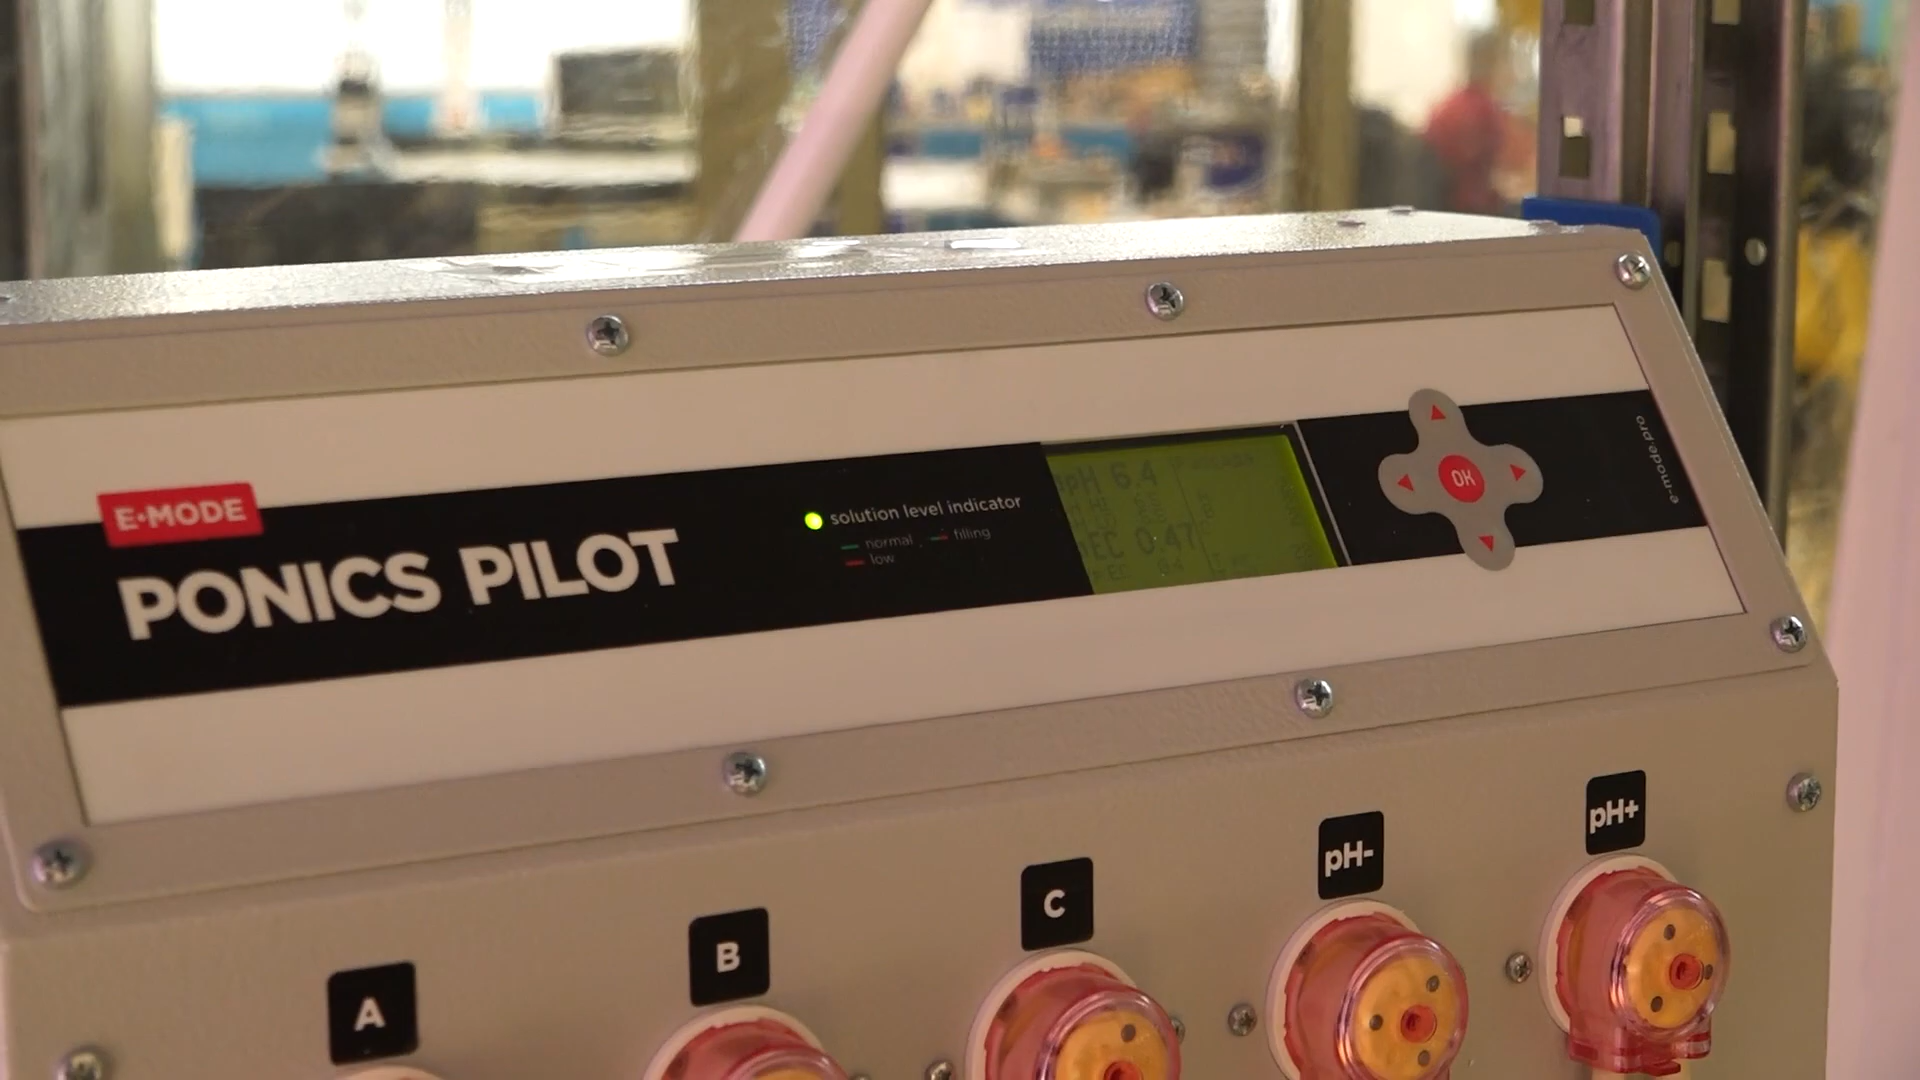 E•MODE
PONICS PILOT
solution level indicator
normal
filling
low
pH 6.4
EC 0.47
OK
e-mode.pro
A
B
C
pH-
pH+